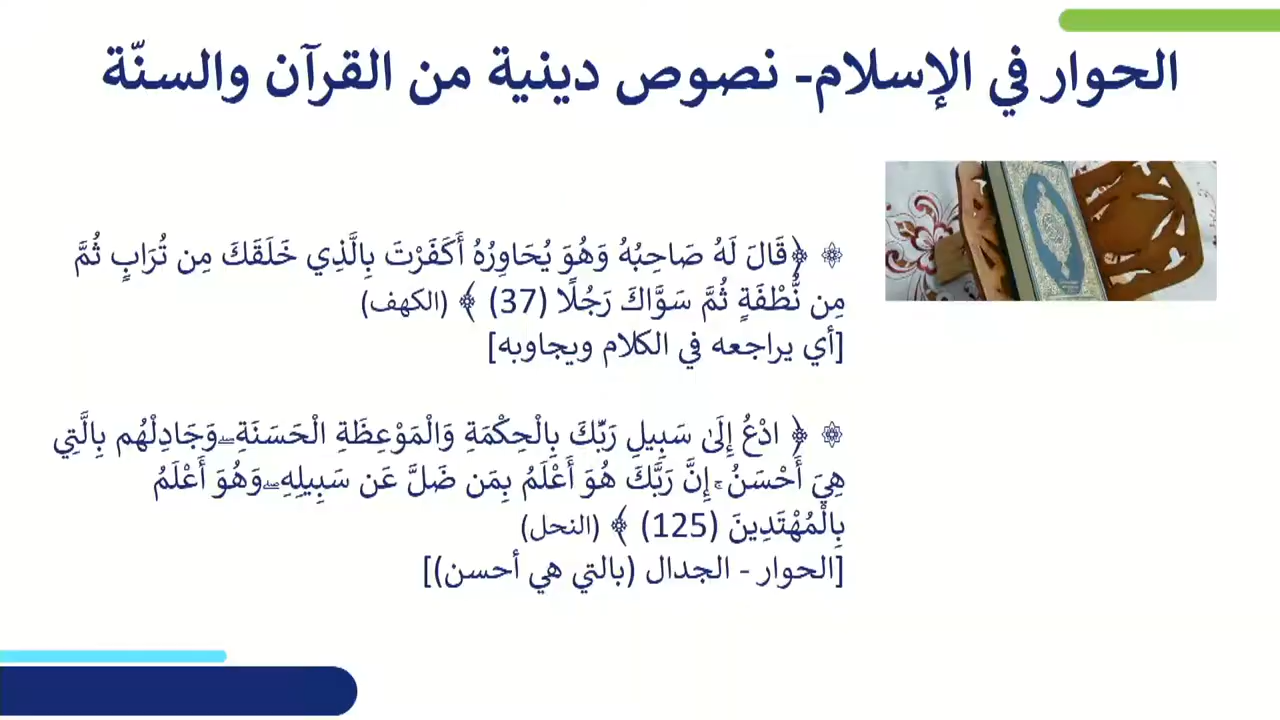 الحوار في الإسلام- نصوص دينية من القرآن والسنّة
﴿قَالَ لَهُ صَاحِبُهُ وَهُوَ يُحَاوِرُهُ أَكَفَرْتَ بِالَّذِي خَلَقَكَ مِن تُرَابٍ ثُمَّ
مِن نُّطْفَةٍ ثُمَّ سَوَّاكَ رَجُلًا (37) ﴾ (الكهف)
[أي يراجعه في الكلام ويجاوبه]
﴿ ادْعُ إِلَىٰ سَبِيلِ رَبِّكَ بِالْحِكْمَةِ وَالْمَوْعِظَةِ الْحَسَنَةِ ۖ وَجَادِلْهُم بِالَّتِي
هِيَ أَحْسَنُ ۚ إِنَّ رَبَّكَ هُوَ أَعْلَمُ بِمَن ضَلَّ عَن سَبِيلِهِ ۖ وَهُوَ أَعْلَمُ
بِالْمُهْتَدِينَ (125) ﴾ (النحل)
[الحوار - الجدال (بالتي هي أحسن)]